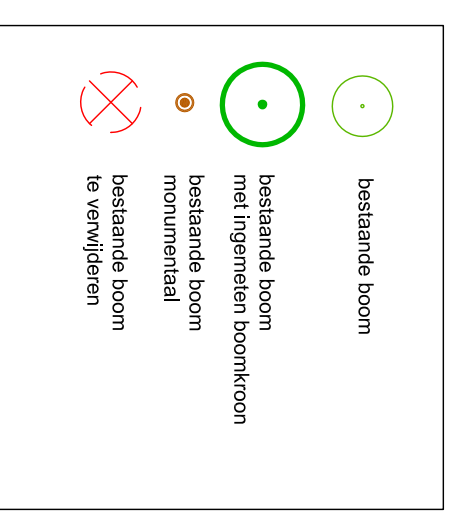 bestaande boom
bestaande boom
met ingemeten boomkroon
bestaande boom
monumentaal
bestaande boom
te verwijderen